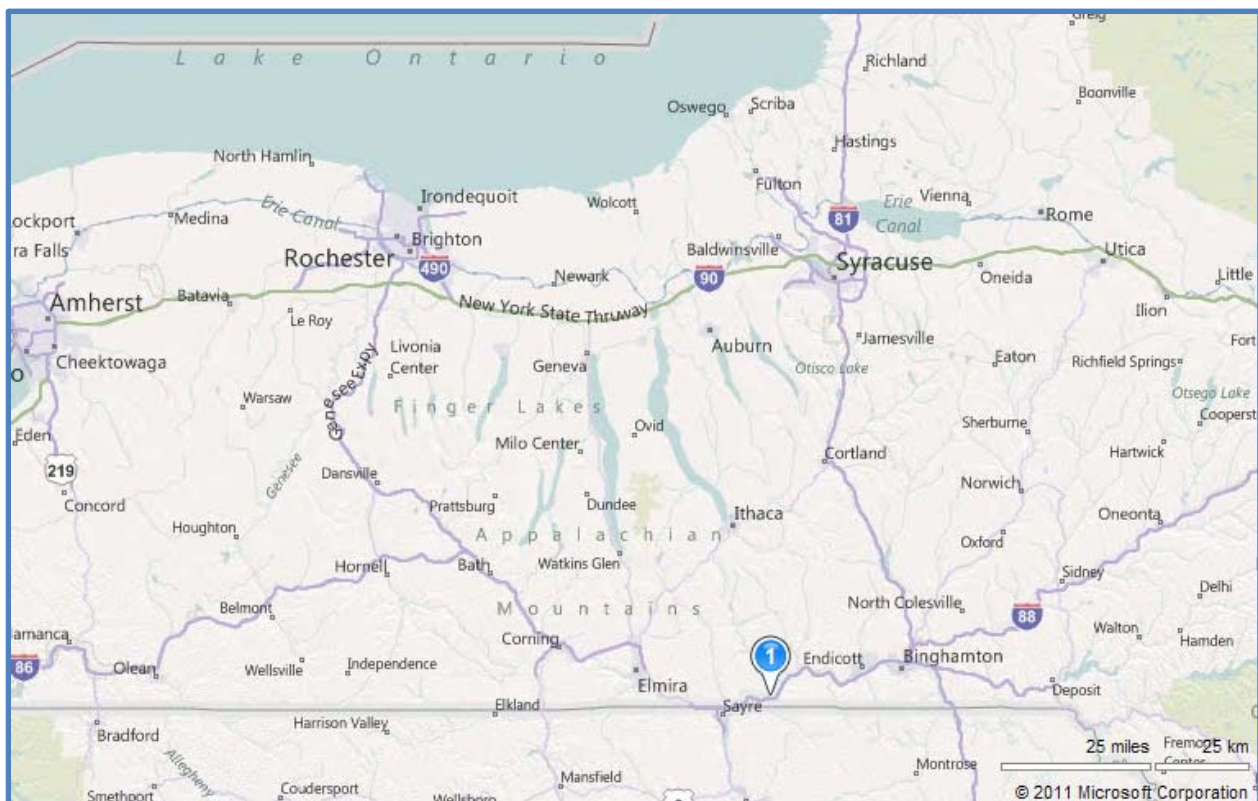 Greig
Lake Ontario
Richland
Boonville
Oswego
Scriba
Hastings
North Hamlin
Fulton
Irondequoit
Wolcott
Vienna
Erie
Canal
Rome
ockport
Medina
Erie Canal
81
ra Falls
Brighton
Baldwinsville
Utica
Rochester
490
Syracuse
Newark
90
Oneida
Little
Amherst
Batavia
New York State Thruway
Ilion
Le Roy
Auburn
Jamesville
Fort
Cheektowaga
Livonia
Center
Geneva
Otisco Lake
Eaton
Richfield Springs
o
Genesee Expy
Otsego Lake
Warsaw
Finger Lakes
Cooperst
Eden
Milo Center
Ovid
Sherburne
Hartwick
219
Genesee
Dansville
Cortland
Concord
Prattsburg
Dundee
Norwich
Ithaca
Oneonta
Houghton
Appalachian
Oxford
Hornell
Bath
Watkins Glen
Sidney
Belmont
Mountains
North Colesville
Delhi
88
amanca
Corning
Walton
Hamden
86
Olean
Wellsville
Independence
1
Endicott
Binghamton
Elmira
Deposit
Elkland
Sayre
Bradford
Harrison Valley
25 miles
25 km
Fremont
Center
Allegheny
Mansfield
Montrose
Smethport
Coudersport
Wellsboro
© 2011 Microsoft Corporation